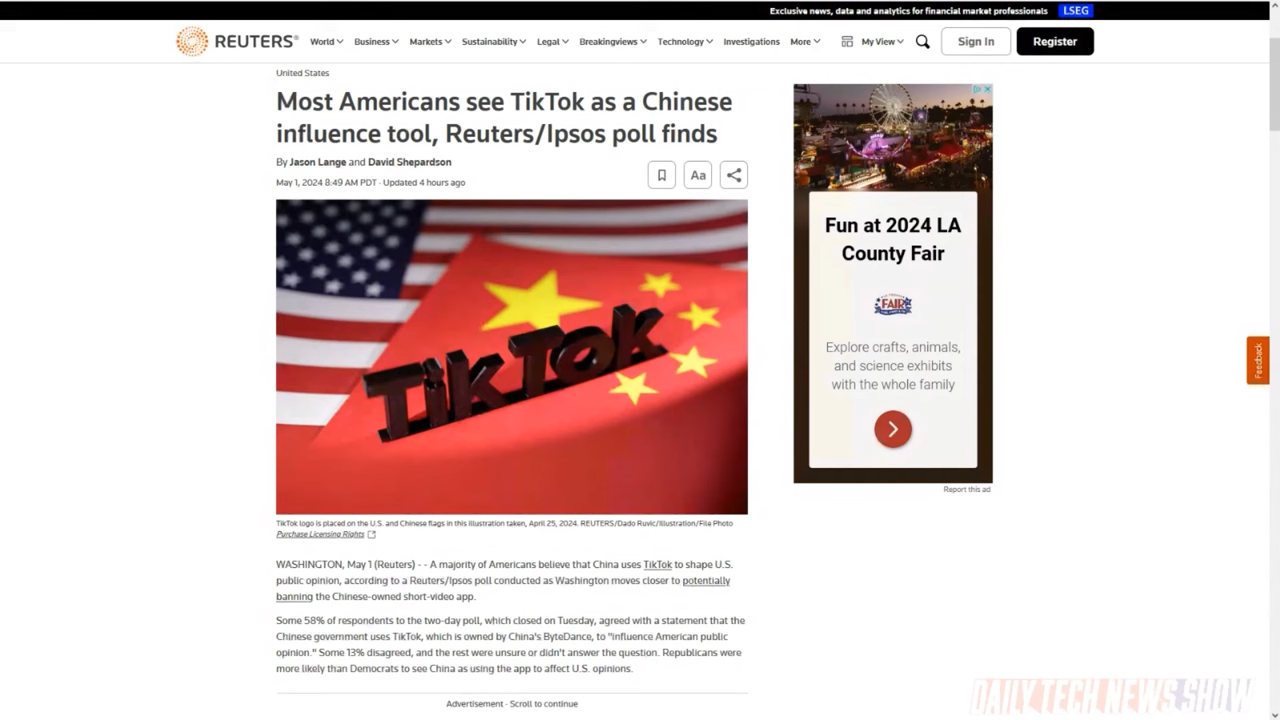 Exclusive news, data and analytics for financial market professionals LSEG
REUTERS®
World Business Markets Sustainability Legal Breakingviews Technology Investigations More My View Sign In Register
United States
Most Americans see TikTok as a Chinese
influence tool, Reuters/Ipsos poll finds
By Jason Lange and David Shepardson
May 1, 2024 8:49 AM PDT · Updated 4 hours ago
Aa
TikTok
TikTok logo is placed on the U.S. and Chinese flags in this illustration taken, April 25, 2024. REUTERS/Dado Ruvic/Illustration/File Photo
Purchase Licensing Rights
WASHINGTON, May 1 (Reuters) - - A majority of Americans believe that China uses TikTok to shape U.S.
public opinion, according to a Reuters/Ipsos poll conducted as Washington moves closer to potentially
banning the Chinese-owned short-video app.
Some 58% of respondents to the two-day poll, which closed on Tuesday, agreed with a statement that the
Chinese government uses TikTok, which is owned by China's ByteDance, to "influence American public
opinion." Some 13% disagreed, and the rest were unsure or didn't answer the question. Republicans were
more likely than Democrats to see China as using the app to affect U.S. opinions.
Advertisement · Scroll to continue
Fun at 2024 LA
County Fair
FAIR
Explore crafts, animals,
and science exhibits
with the whole family
Report this ad
Feedback
DAILY TECH NEWS SHOW